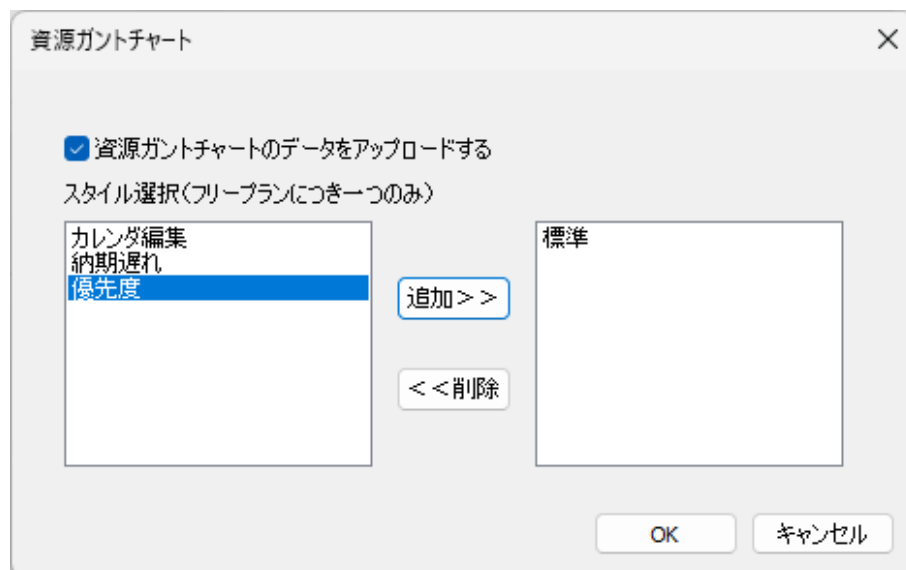 資源ガントチャート
資源ガントチャートのデータをアップロードする
スタイル選択(フリープランにつき一つのみ)
カレンダ編集
納期遅れ
優先度
追加>>
<<削除
標準
OK
キャンセル